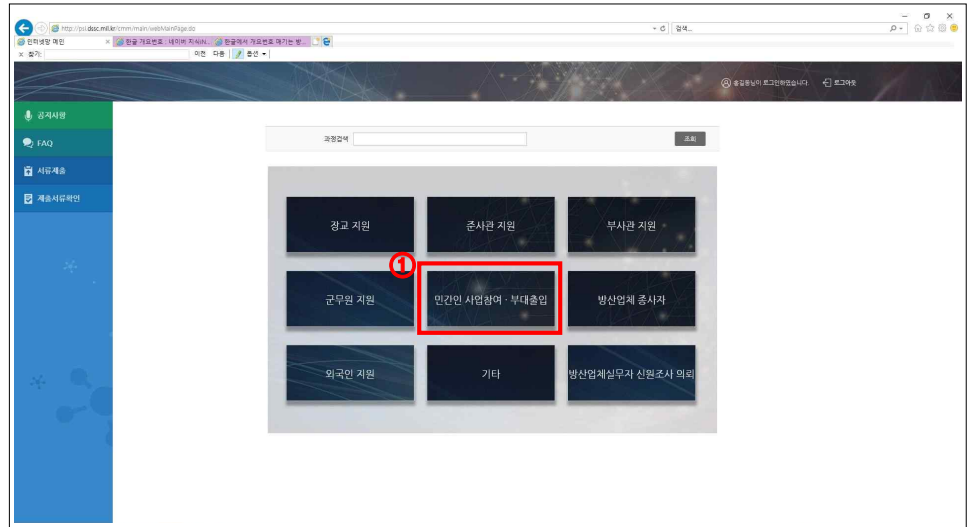 http://psi.dssc.mil.kr/cmm/main/webMainPage.do
검색...
인터넷망 메인
한글 개요번호 : 네이버 지식iN...
한글에서 개요번호 매기는 방...
× 찾기:
이전 다음 옵션
홍길동님이 로그인하였습니다. 로그아웃
공지사항
FAQ
서류제출
제출서류확인
과정검색
조회
장교 지원
준사관 지원
부사관 지원
①
군무원 지원
민간인 사업참여 · 부대출입
방산업체 종사자
외국인 지원
기타
방산업체실무자 신원조사 의뢰